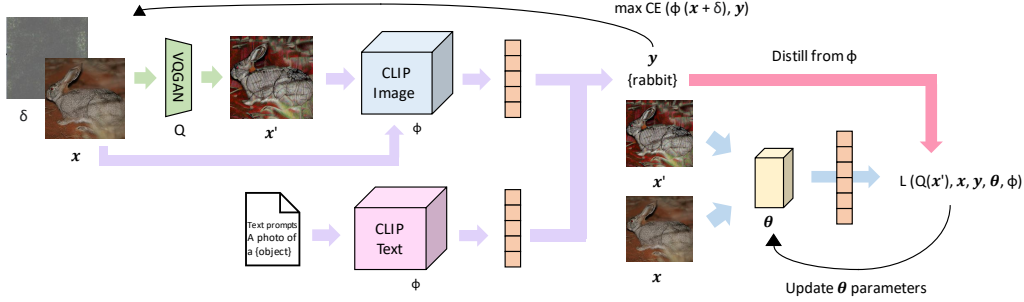 max CE (ϕ (x + δ), y)
y
{rabbit}
Distill from ϕ
VQGAN
CLIP
Image
δ
x
Q
x'
ϕ
x'
L (Q(x'), x, y, θ, ϕ)
Text prompts
A photo of
a {object}
CLIP
Text
ϕ
θ
x
Update θ parameters